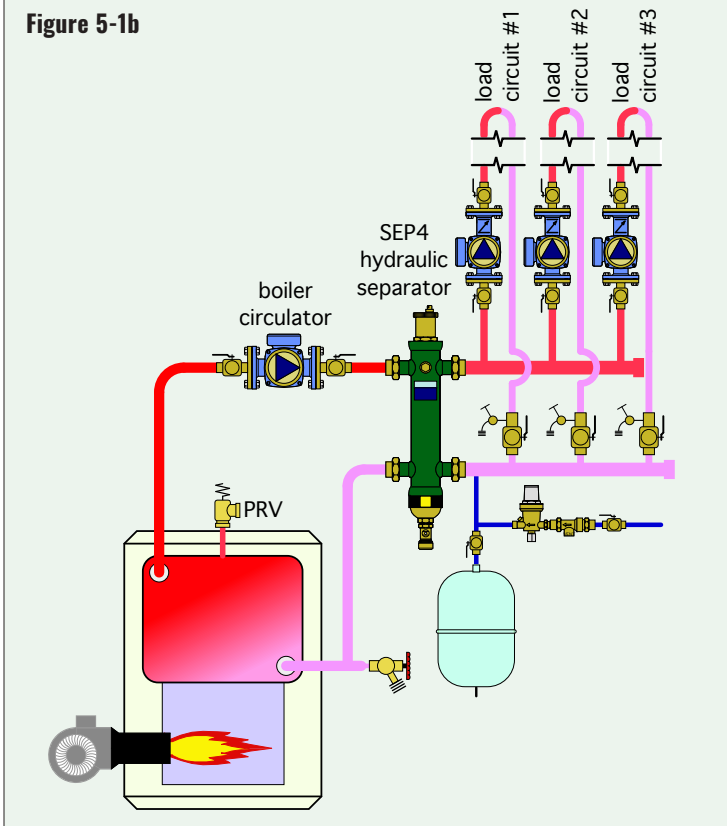 Figure 5-1b
load
circuit #1
load
circuit #2
load
circuit #3
SEP4
hydraulic
separator
boiler
circulator
PRV